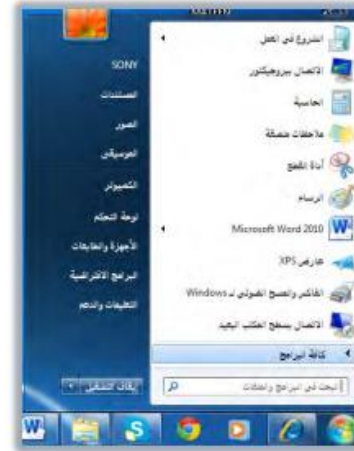 الشروع في العمل
الاتصال ببروجيكتور
الحاسبة
ملاحظات ملصقة
أداة القطع
الرسام
Microsoft Word 2010
عارض XPS
الفاكس والمسح الضوئي لـ Windows
الاتصال بسطح المكتب البعيد
كافة البرامج
البحث في البرامج والملفات
SONY
المستندات
الصور
الموسيقى
الكمبيوتر
لوحة التحكم
الأجهزة والطابعات
البرامج الافتراضية
التعليمات والدعم
إيقاف التشغيل